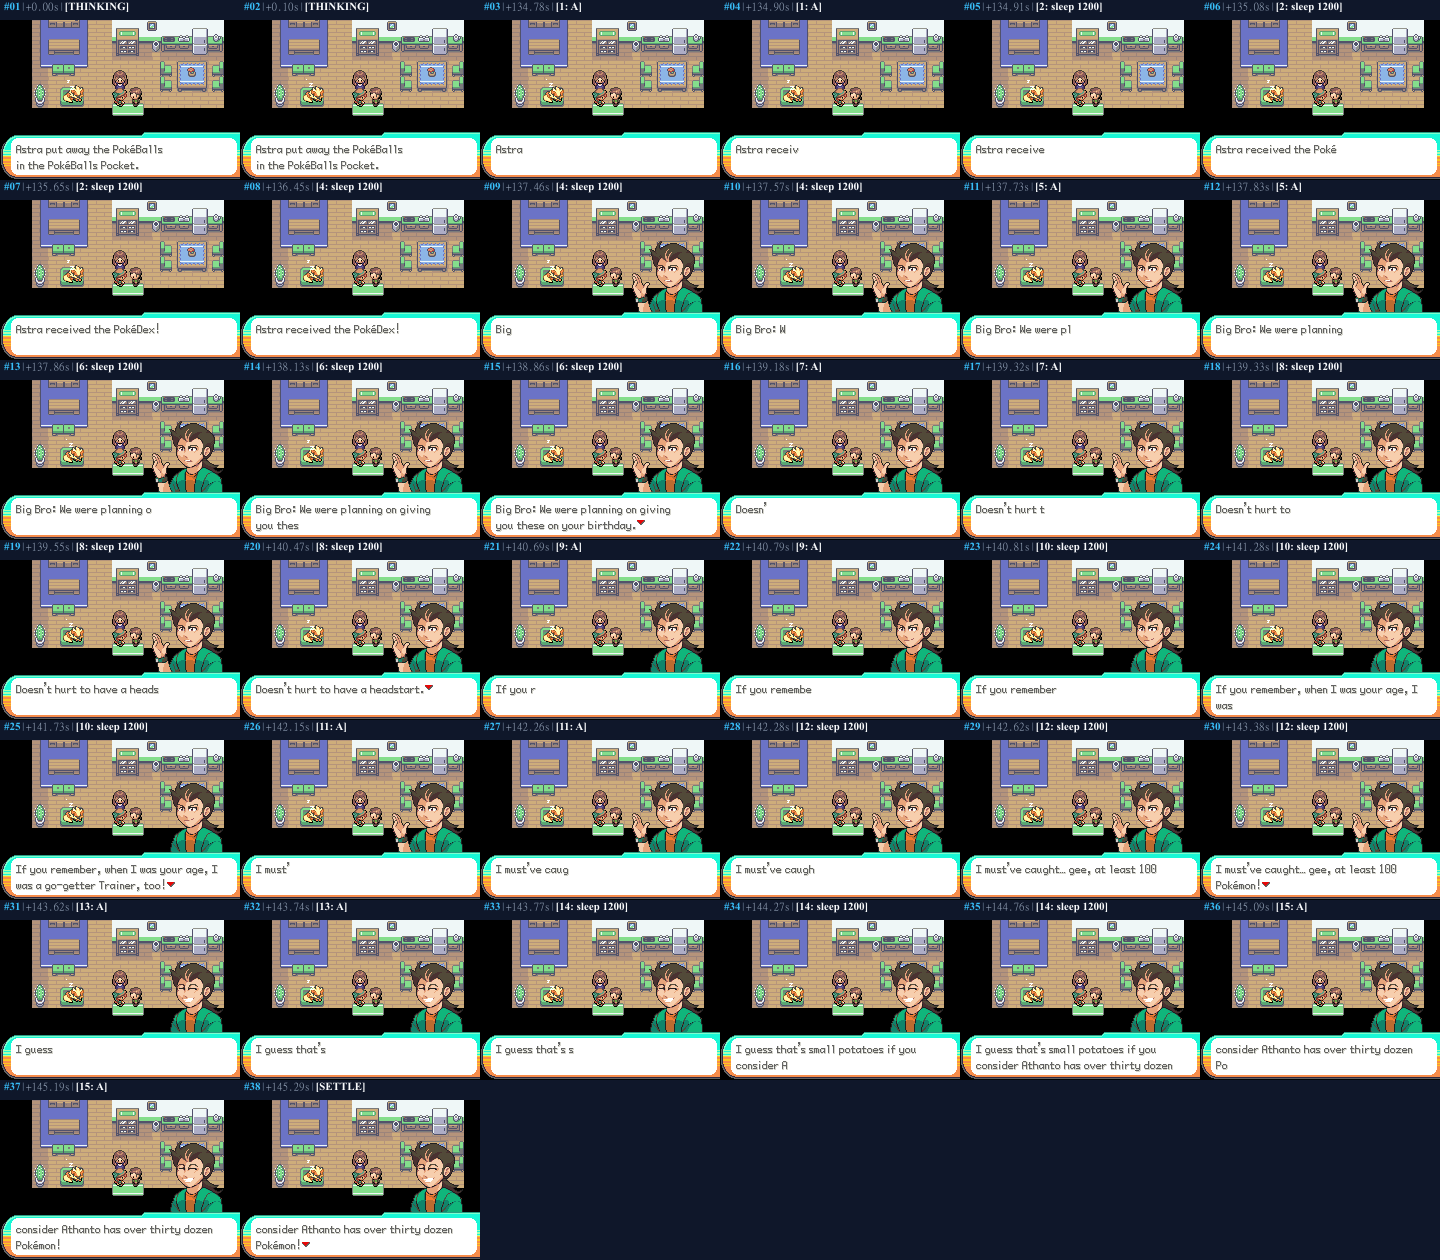 #01|+0.00s|[THINKING]
Astra put away the PokéBalls
in the PokéBalls Pocket.
#02|+0.10s|[THINKING]
Astra put away the PokéBalls
in the PokéBalls Pocket.
#03|+134.78s|[1: A]
Astra
#04|+134.90s|[1: A]
Astra receiv
#05|+134.91s|[2: sleep 1200]
Astra receive
#06|+135.08s|[2: sleep 1200]
Astra received the Poké
#07|+135.65s|[2: sleep 1200]
Astra received the PokéDex!
#08|+136.45s|[4: sleep 1200]
Astra received the PokéDex!
#09|+137.46s|[4: sleep 1200]
Big
#10|+137.57s|[4: sleep 1200]
Big Bro: W
#11|+137.73s|[5: A]
Big Bro: We were pl
#12|+137.83s|[5: A]
Big Bro: We were planning
#13|+137.86s|[6: sleep 1200]
Big Bro: We were planning o
#14|+138.13s|[6: sleep 1200]
Big Bro: We were planning on giving
you thes
#15|+138.86s|[6: sleep 1200]
Big Bro: We were planning on giving
you these on your birthday.
#16|+139.18s|[7: A]
Doesn'
#17|+139.32s|[7: A]
Doesn't hurt t
#18|+139.33s|[8: sleep 1200]
Doesn't hurt to
#19|+139.55s|[8: sleep 1200]
Doesn't hurt to have a heads
#20|+140.47s|[8: sleep 1200]
Doesn't hurt to have a headstart.
#21|+140.69s|[9: A]
If you r
#22|+140.79s|[9: A]
If you remembe
#23|+140.81s|[10: sleep 1200]
If you remember
#24|+141.28s|[10: sleep 1200]
If you remember, when I was your age, I
was
#25|+141.73s|[10: sleep 1200]
If you remember, when I was your age, I
was a go-getter Trainer, too!
#26|+142.15s|[11: A]
I must'
#27|+142.26s|[11: A]
I must've caug
#28|+142.28s|[12: sleep 1200]
I must've caugh
#29|+142.62s|[12: sleep 1200]
I must've caught… gee, at least 100
#30|+143.38s|[12: sleep 1200]
I must've caught… gee, at least 100
Pokémon!
#31|+143.62s|[13: A]
I guess
#32|+143.74s|[13: A]
I guess that's
#33|+143.77s|[14: sleep 1200]
I guess that's s
#34|+144.27s|[14: sleep 1200]
I guess that's small potatoes if you
consider A
#35|+144.76s|[14: sleep 1200]
I guess that's small potatoes if you
consider Athanto has over thirty dozen
#36|+145.09s|[15: A]
consider Athanto has over thirty dozen
Po
#37|+145.19s|[15: A]
consider Athanto has over thirty dozen
Pokémon!
#38|+145.29s|[SETTLE]
consider Athanto has over thirty dozen
Pokémon!